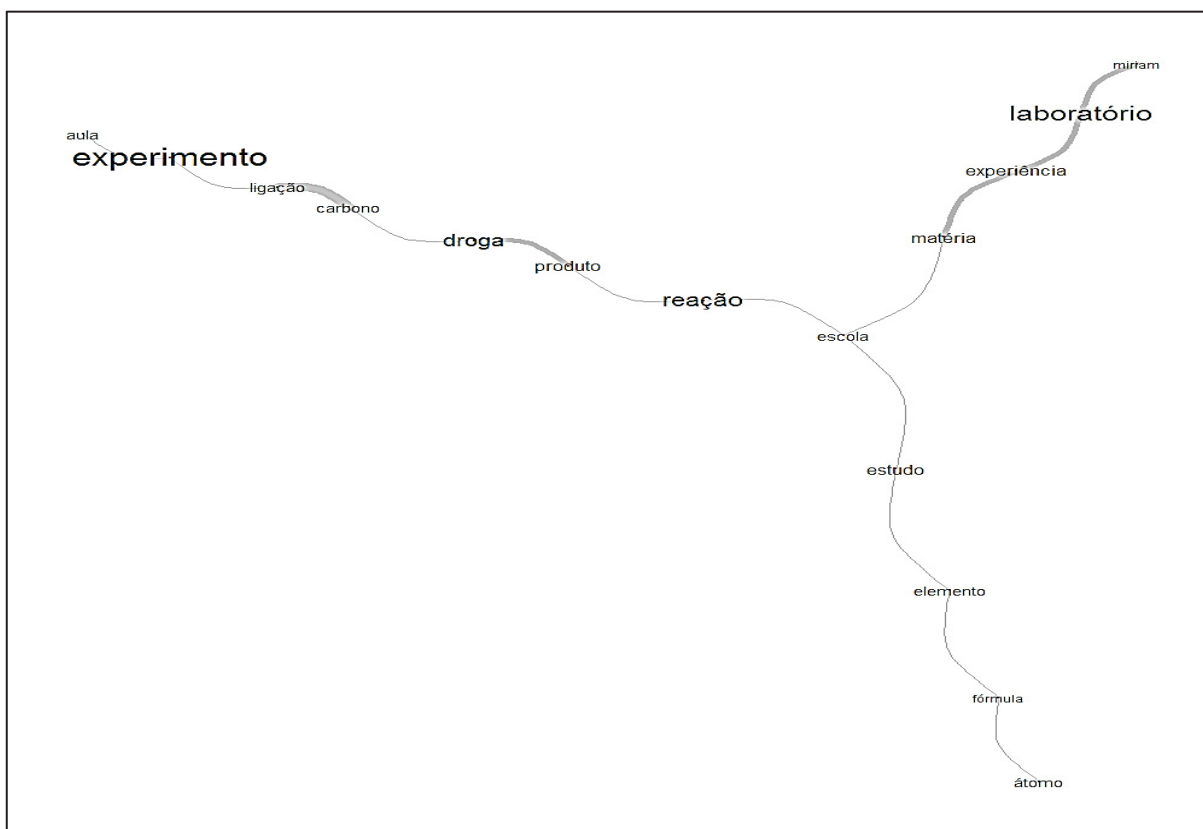 miriam
laboratório
aula
experimento
experiência
ligação
carbono
droga
matéria
produto
reação
escola
estudo
elemento
fórmula
átomo